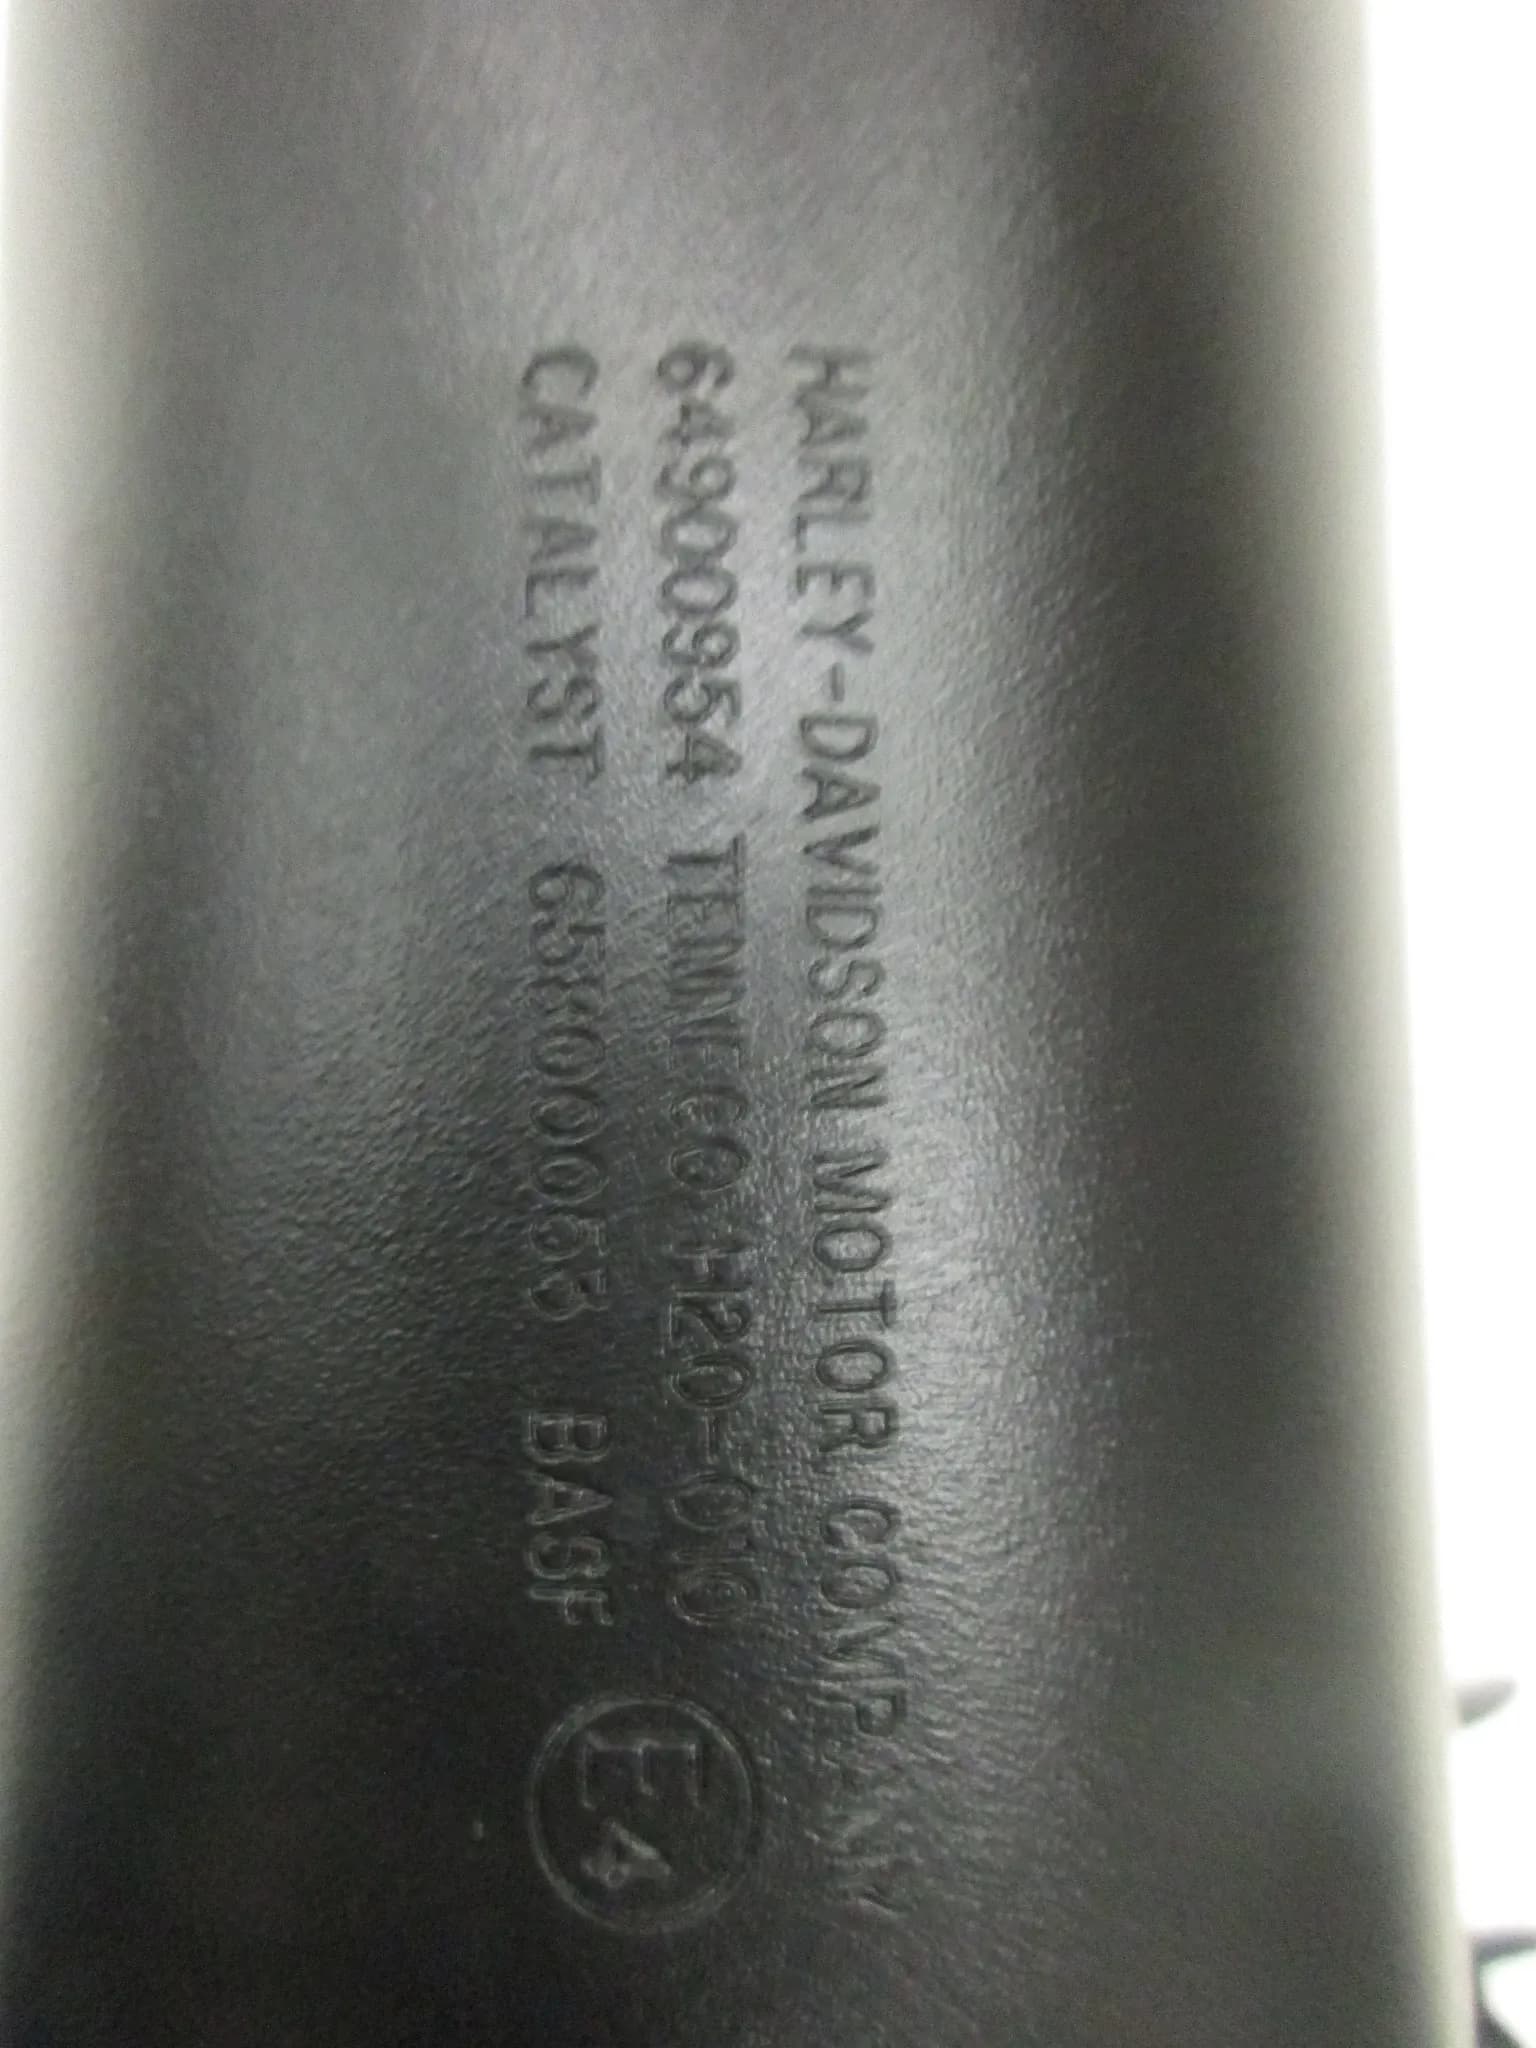 HARLEY-DAVIDSON MOTOR COMPANY
64900954 TENNECO H20-010
CATALYST 65800053 BASF
E4